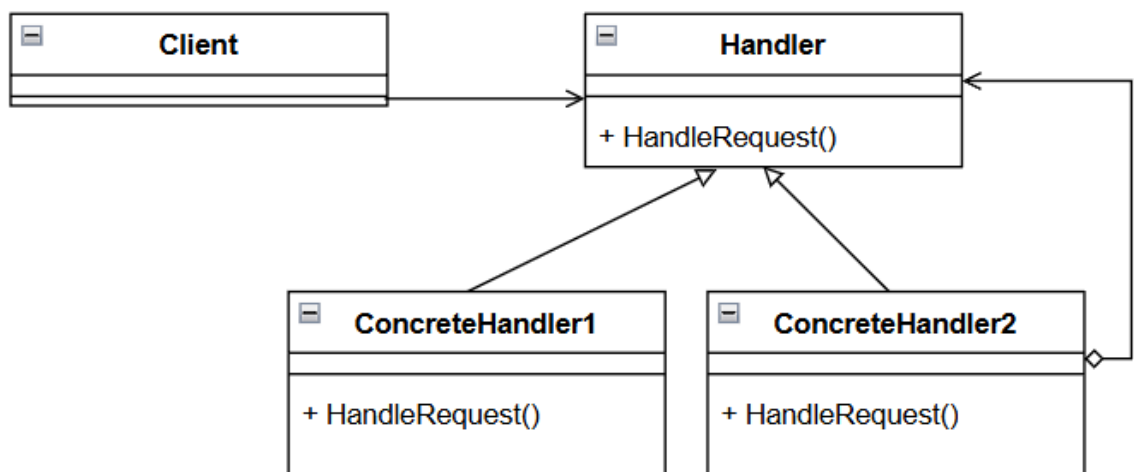 Client
Handler
+ HandleRequest()
ConcreteHandler1
ConcreteHandler2
+ HandleRequest()
+ HandleRequest()